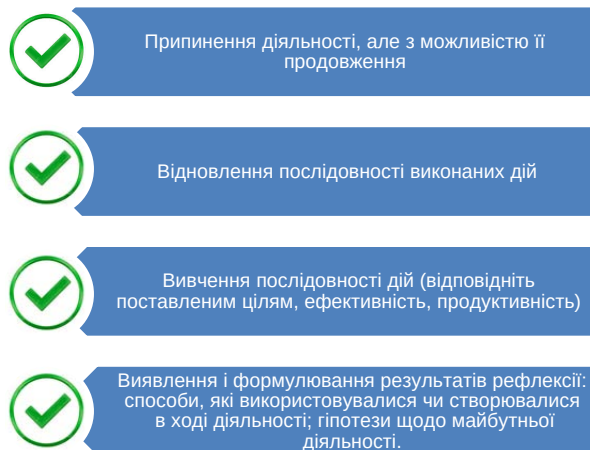 Припинення діяльності, але з можливістю її
продовження
Відновлення послідовності виконаних дій
Вивчення послідовності дій (відповідніть
поставленим цілям, ефективність, продуктивність)
Виявлення і формулювання результатів рефлексії:
способи, які використовувалися чи створювалися
в ході діяльності; гіпотези щодо майбутньої
діяльності.